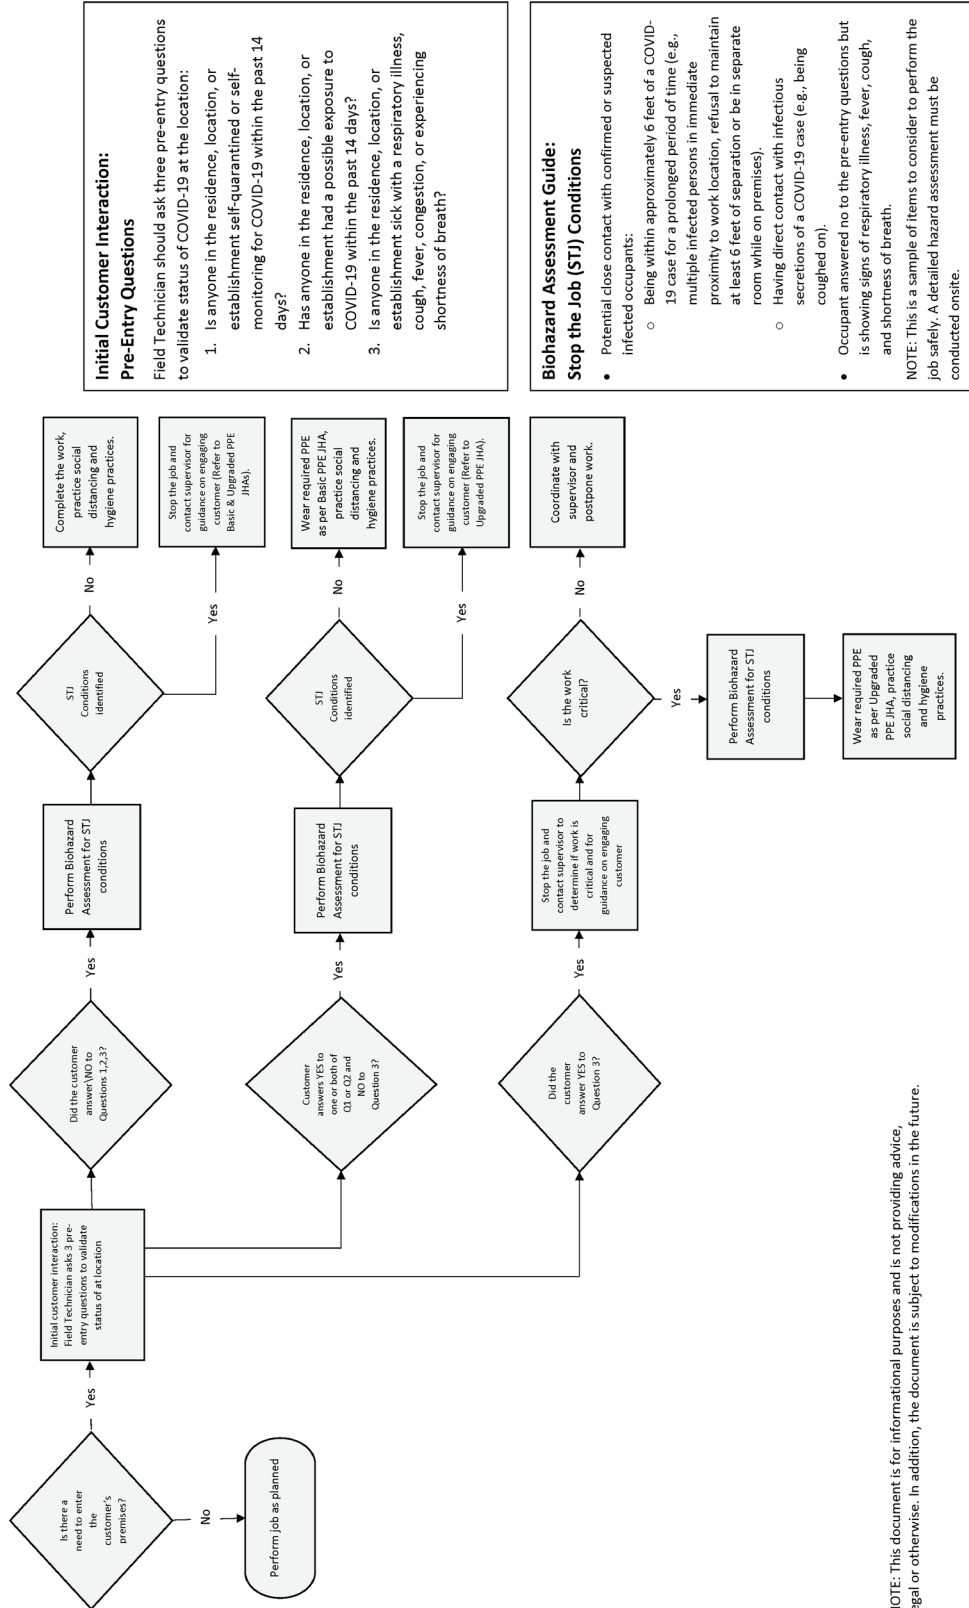 Is there a
need to enter
the
customer's
premises?
Yes
No
Perform job as planned
Initial customer interaction:
Field Technician asks 3 pre-
entry questions to validate
status of at location
Did the customer
answer\NO to
Questions 1,2,3?
Yes
Perform Biohazard
Assessment for STJ
conditions
STJ
Conditions
identified
No
Complete the work,
practice social
distancing and
hygiene practices.
Yes
Stop the job and
contact supervisor for
guidance on engaging
customer (Refer to
Basic & Upgraded PPE
JHAs).
Customer
answers YES to
one or both of
Q1 or Q2 and
NO to
Question 3?
Yes
Perform Biohazard
Assessment for STJ
conditions
STJ
Conditions
identified
No
Wear required PPE
as per Basic PPE JHA,
practice social
distancing and
hygiene practices.
Yes
Stop the job and
contact supervisor for
guidance on engaging
customer (Refer to
Upgraded PPE JHA).
Did the
customer
answer YES to
Question 3?
Yes
Stop the job and
contact supervisor to
determine if work is
critical and for
guidance on engaging
customer
Is the work
critical?
No
Coordinate with
supervisor and
postpone work.
Yes
Perform Biohazard
Assessment for STJ
conditions
Wear required PPE
as per Upgraded
PPE JHA, practice
social distancing
and hygiene
practices.
Initial Customer Interaction:
Pre-Entry Questions
Field Technician should ask three pre-entry questions
to validate status of COVID-19 at the location:
1. Is anyone in the residence, location, or
establishment self-quarantined or self-
monitoring for COVID-19 within the past 14
days?
2. Has anyone in the residence, location, or
establishment had a possible exposure to
COVID-19 within the past 14 days?
3. Is anyone in the residence, location, or
establishment sick with a respiratory illness,
cough, fever, congestion, or experiencing
shortness of breath?
Biohazard Assessment Guide:
Stop the Job (STJ) Conditions
• Potential close contact with confirmed or suspected
infected occupants:
○ Being within approximately 6 feet of a COVID-
19 case for a prolonged period of time (e.g.,
multiple infected persons in immediate
proximity to work location, refusal to maintain
at least 6 feet of separation or be in separate
room while on premises).
○ Having direct contact with infectious
secretions of a COVID-19 case (e.g., being
coughed on).
• Occupant answered no to the pre-entry questions but
is showing signs of respiratory illness, fever, cough,
and shortness of breath.
NOTE: This is a sample of items to consider to perform the
job safely. A detailed hazard assessment must be
conducted onsite.
OTE: This document is for informational purposes and is not providing advice,
egal or otherwise. In addition, the document is subject to modifications in the future.